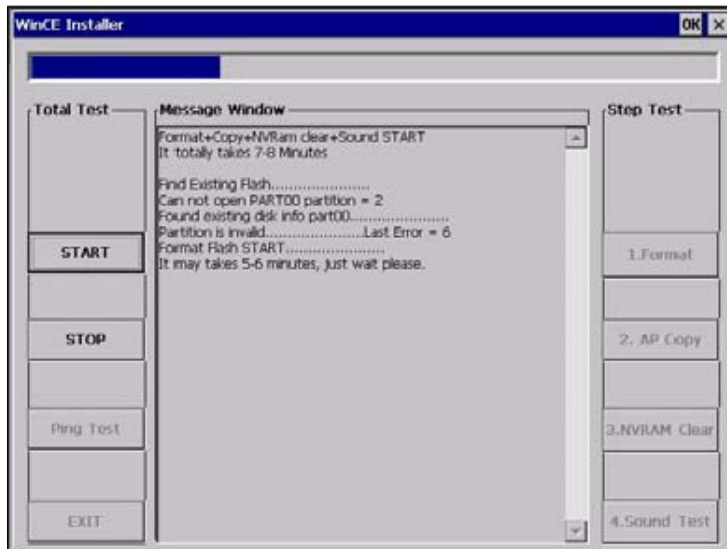 WinCE Installer
OK
Total Test
START
STOP
Ping Test
EXIT
Message Window
Format+Copy+NVRam clear+Sound START
It totally takes 7-8 Minutes
Find Existing Flash......................
Can not open PART00 partition = 2
Found existing disk info part00......................
Partition is invalid......................Last Error = 6
Format Flash START......................
It may takes 5-6 minutes, just wait please.
Step Test
1.Format
2. AP Copy
3.NVRAM Clear
4.Sound Test